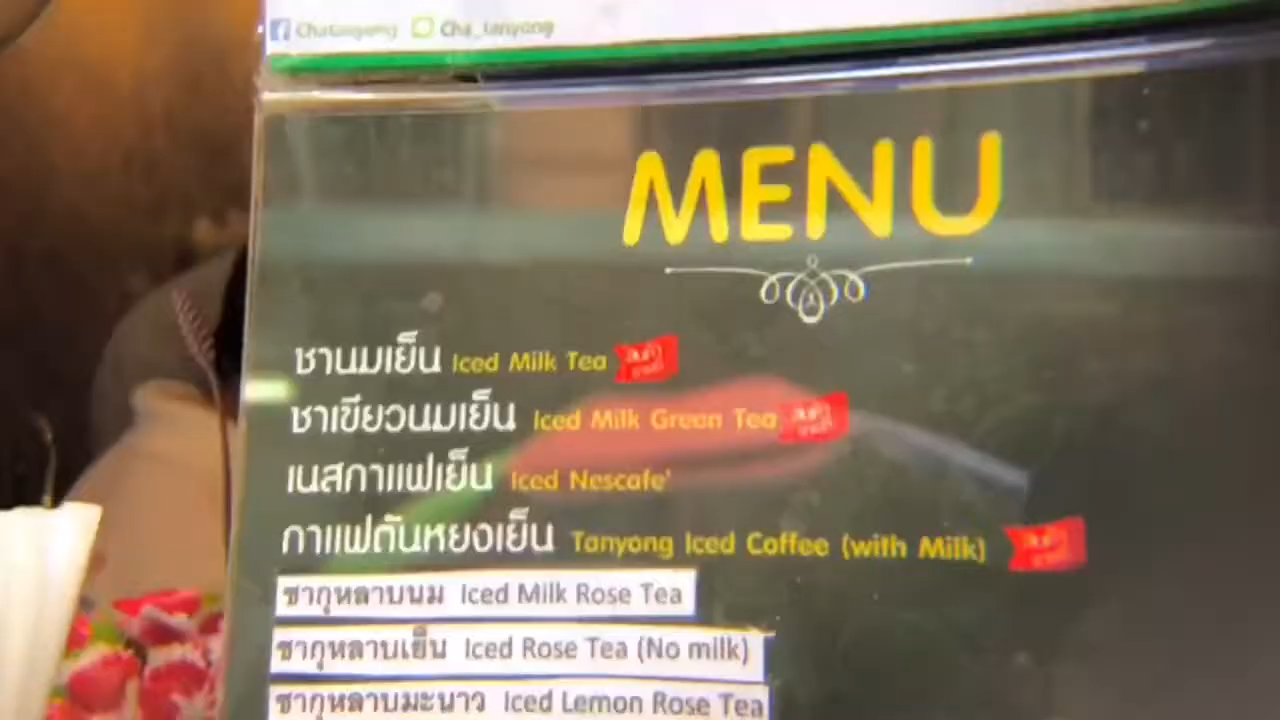 Cha_tanyong
MENU
ชานมเย็น Iced Milk Tea
ชาเขียวนมเย็น Iced Milk Green Tea
เนสกาแฟเย็น Iced Nescafe'
กาแฟตันหยงเย็น Tanyong Iced Coffee (with Milk)
ชากุหลาบนม Iced Milk Rose Tea
ชากุหลาบเย็น Iced Rose Tea (No milk)
ชากุหลาบมะนาว Iced Lemon Rose Tea